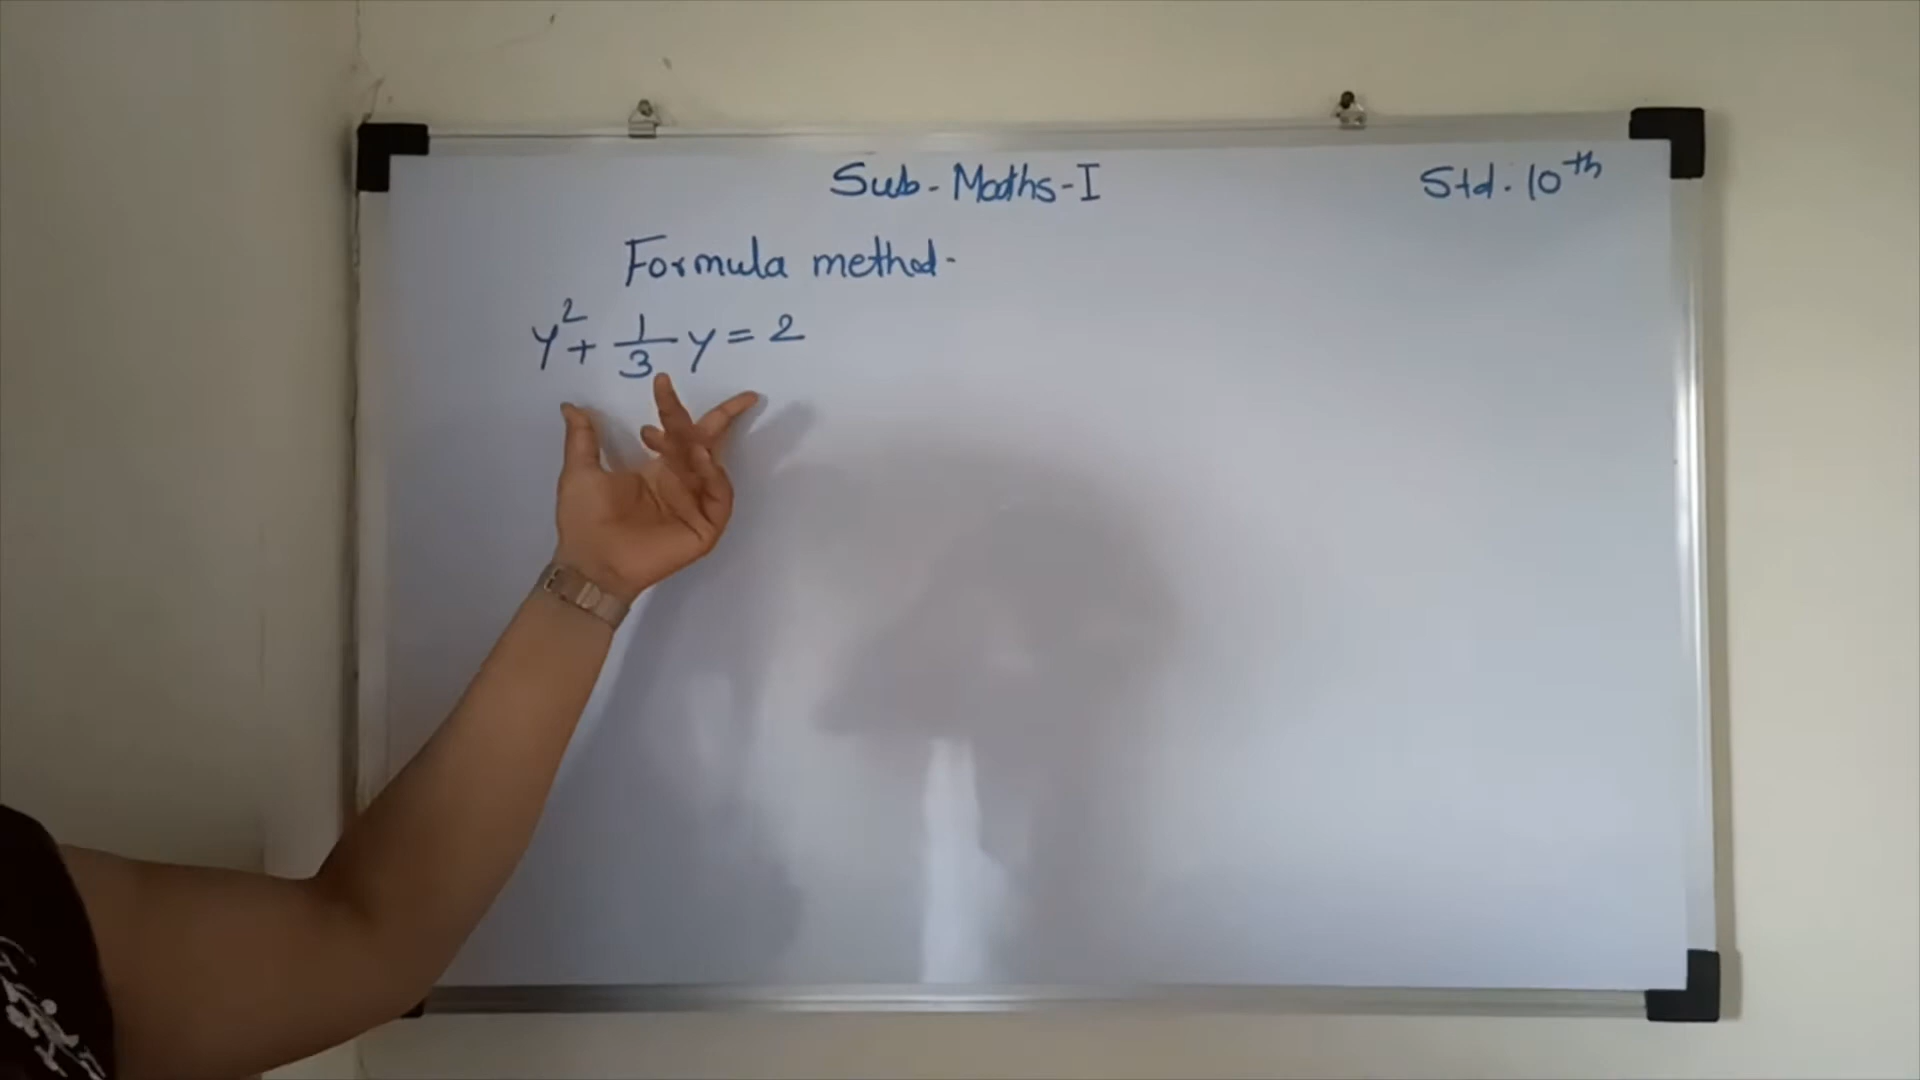 Sub- Maths-I
Std. 10th
Formula method.
y² + 1/3 y = 2